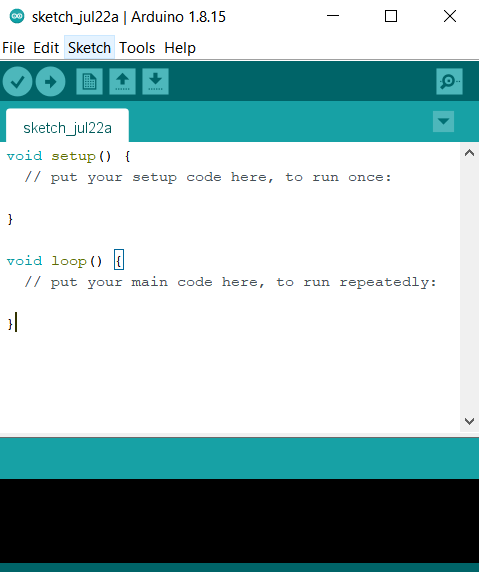 sketch_jul22a | Arduino 1.8.15
File Edit Sketch Tools Help
sketch_jul22a
void setup() {
  // put your setup code here, to run once:
}
void loop() {
  // put your main code here, to run repeatedly:
}